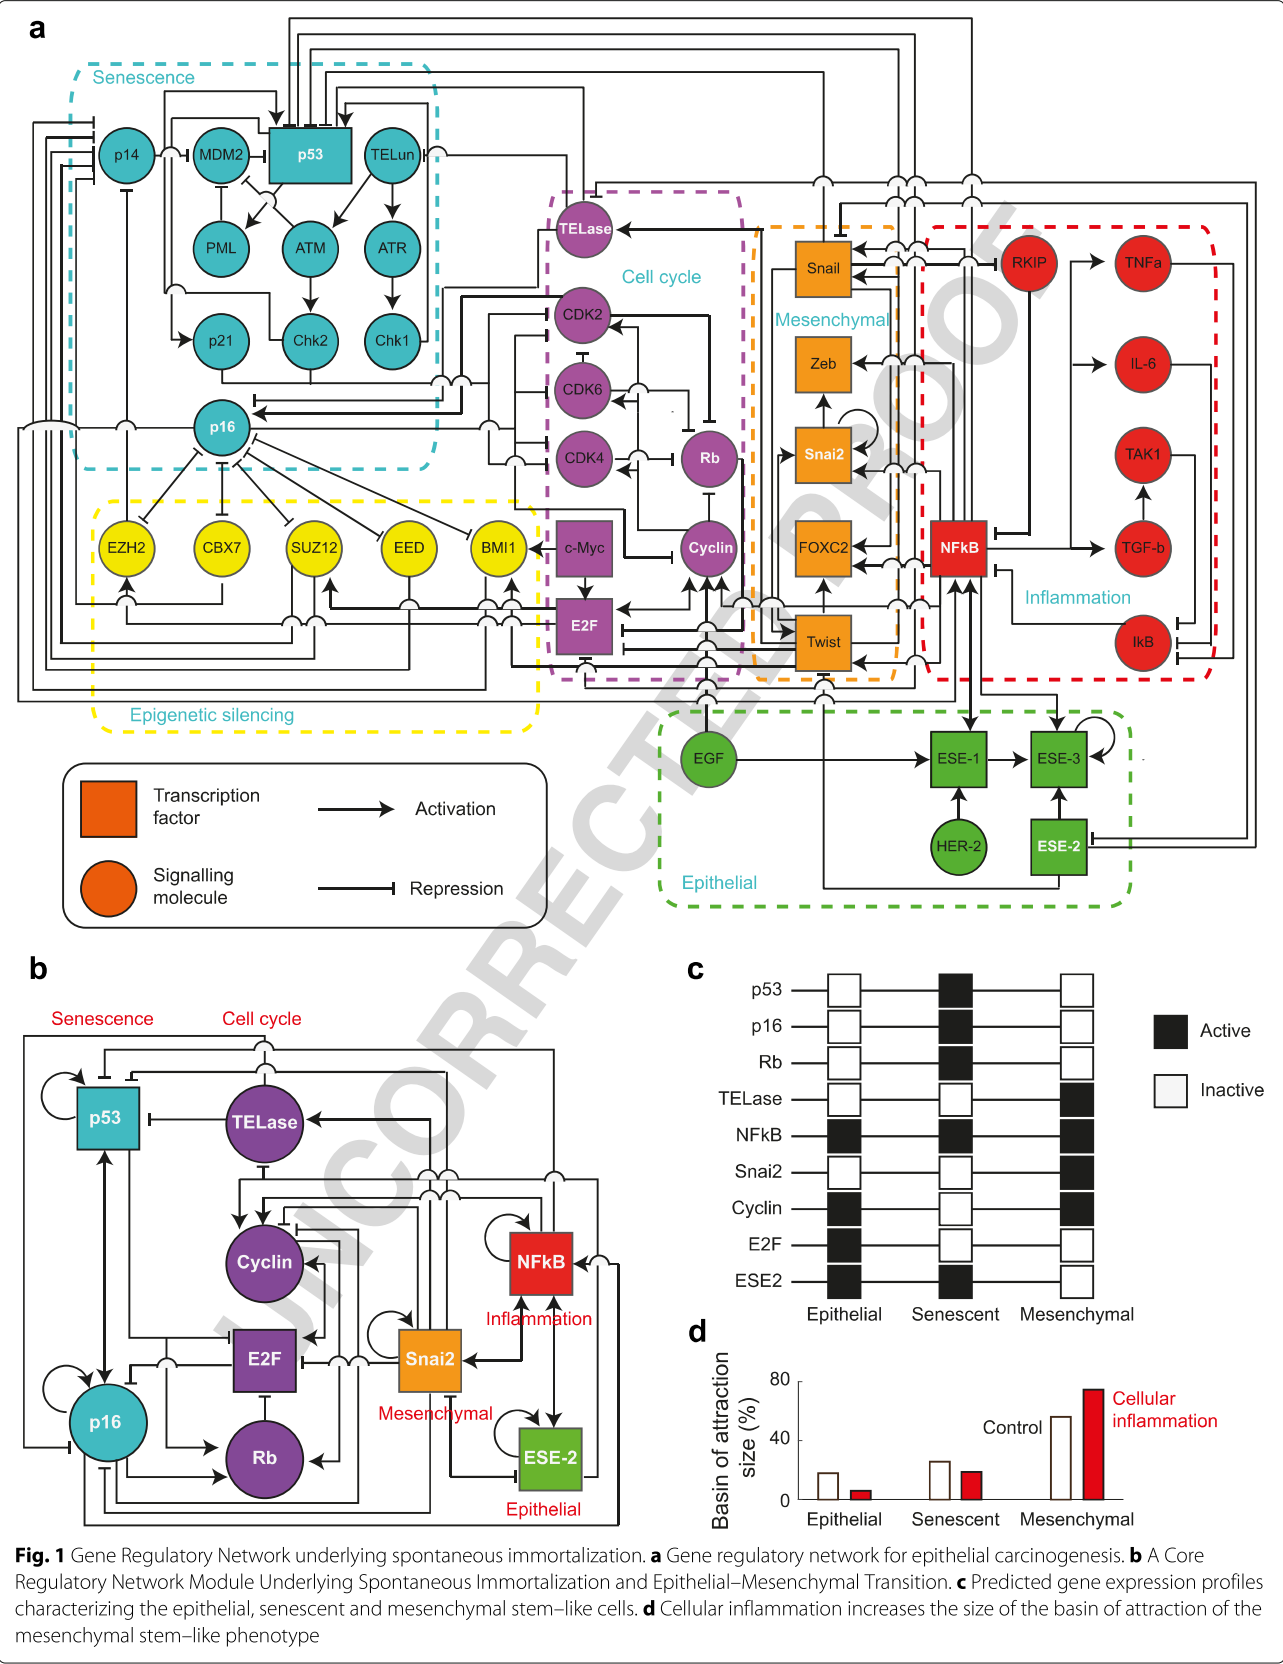 a
Senescence
p14
MDM2
p53
TELun
PML
ATM
ATR
p21
Chk2
Chk1
p16
TELase
Cell cycle
CDK2
CDK6
CDK4
Rb
c-Myc
Cyclin
E2F
Snail
Mesenchymal
Zeb
Snai2
FOXC2
Twist
RKIP
TNFa
IL-6
TAK1
NFkB
TGF-b
Inflammation
IkB
EZH2
CBX7
SUZ12
EED
BMI1
Epigenetic silencing
EGF
ESE-1
ESE-3
HER-2
ESE-2
Epithelial
Transcription
factor
Activation
Signalling
molecule
Repression
UNCORRECTED PROOF
b
Senescence
Cell cycle
p53
TELase
Cyclin
NFkB
Inflammation
E2F
Snai2
Mesenchymal
p16
Rb
ESE-2
Epithelial
c
p53
p16
Rb
TELase
NFkB
Snai2
Cyclin
E2F
ESE2
Epithelial Senescent Mesenchymal
Active
Inactive
d
Basin of attraction
size (%)
80
40
0
Control
Cellular
inflammation
Epithelial Senescent Mesenchymal
Fig. 1 Gene Regulatory Network underlying spontaneous immortalization. a Gene regulatory network for epithelial carcinogenesis. b A Core
Regulatory Network Module Underlying Spontaneous Immortalization and Epithelial–Mesenchymal Transition. c Predicted gene expression profiles
characterizing the epithelial, senescent and mesenchymal stem–like cells. d Cellular inflammation increases the size of the basin of attraction of the
mesenchymal stem–like phenotype